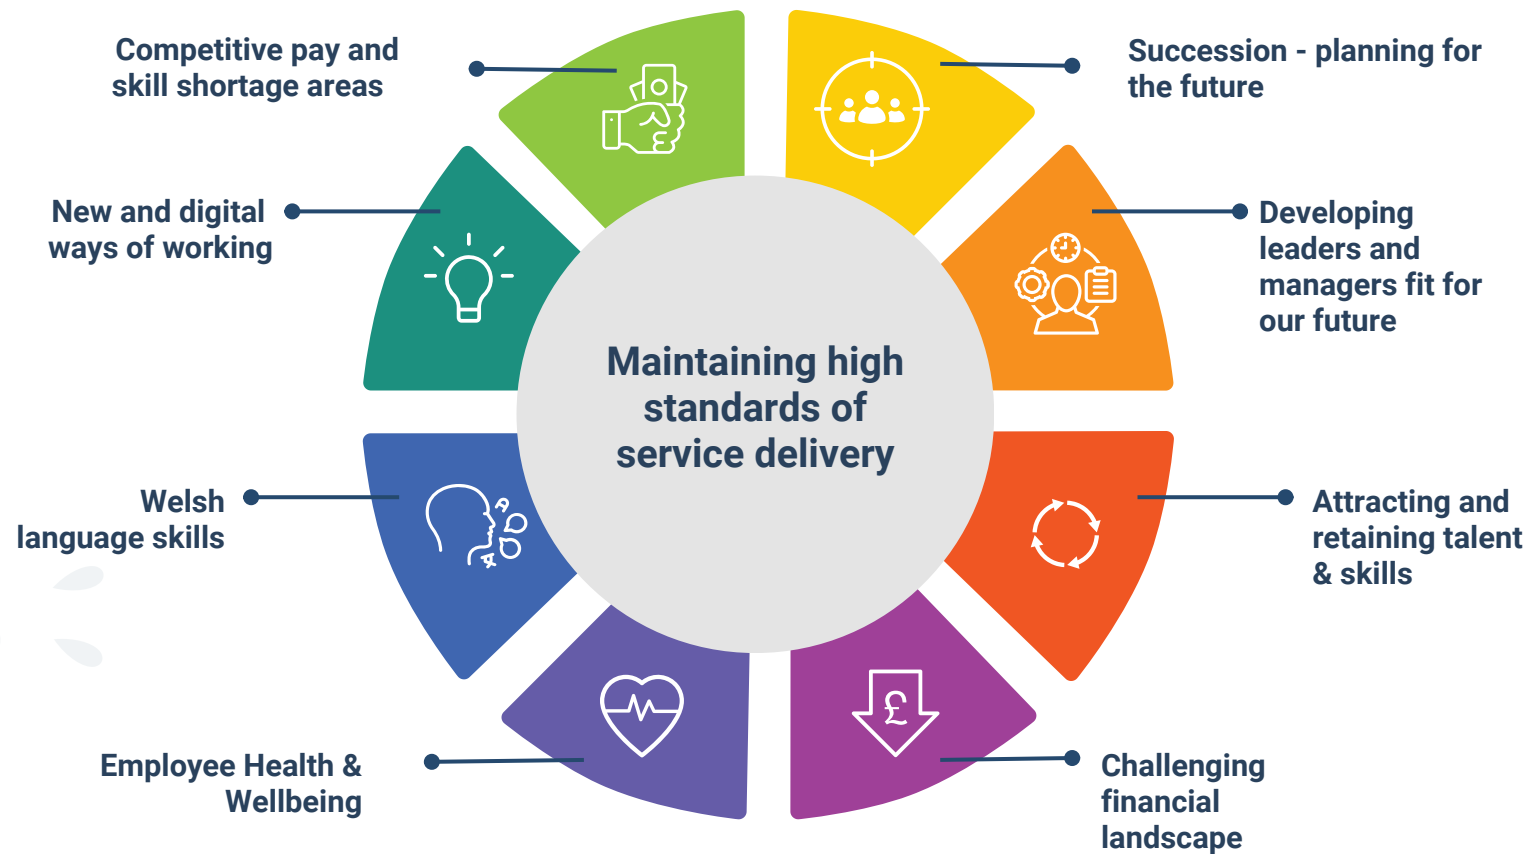 Competitive pay and
skill shortage areas
Succession - planning for
the future
New and digital
ways of working
Developing
leaders and
managers fit for
our future
Maintaining high
standards of
service delivery
Welsh
language skills
Attracting and
retaining talent
& skills
Employee Health &
Wellbeing
£
Challenging
financial
landscape